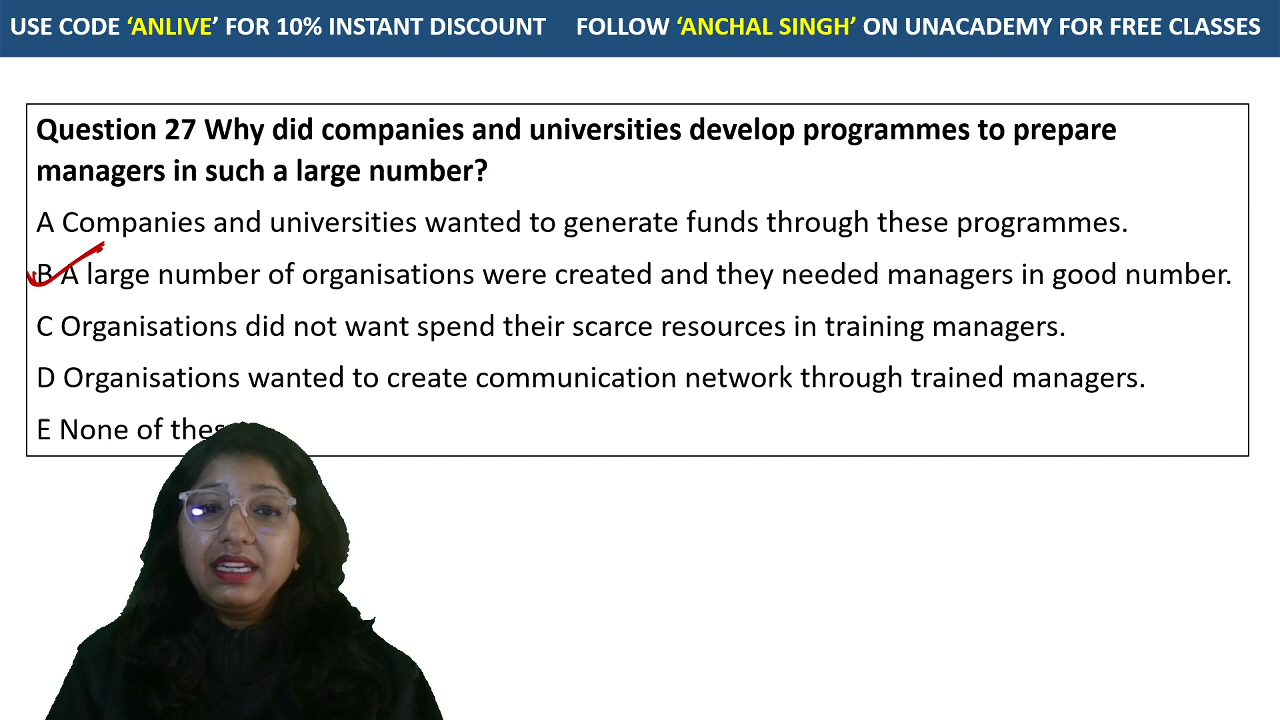 USE CODE ‘ANLIVE’ FOR 10% INSTANT DISCOUNT FOLLOW ‘ANCHAL SINGH’ ON UNACADEMY FOR FREE CLASSES
Question 27 Why did companies and universities develop programmes to prepare
managers in such a large number?
A Companies and universities wanted to generate funds through these programmes.
B A large number of organisations were created and they needed managers in good number.
C Organisations did not want spend their scarce resources in training managers.
D Organisations wanted to create communication network through trained managers.
E None of